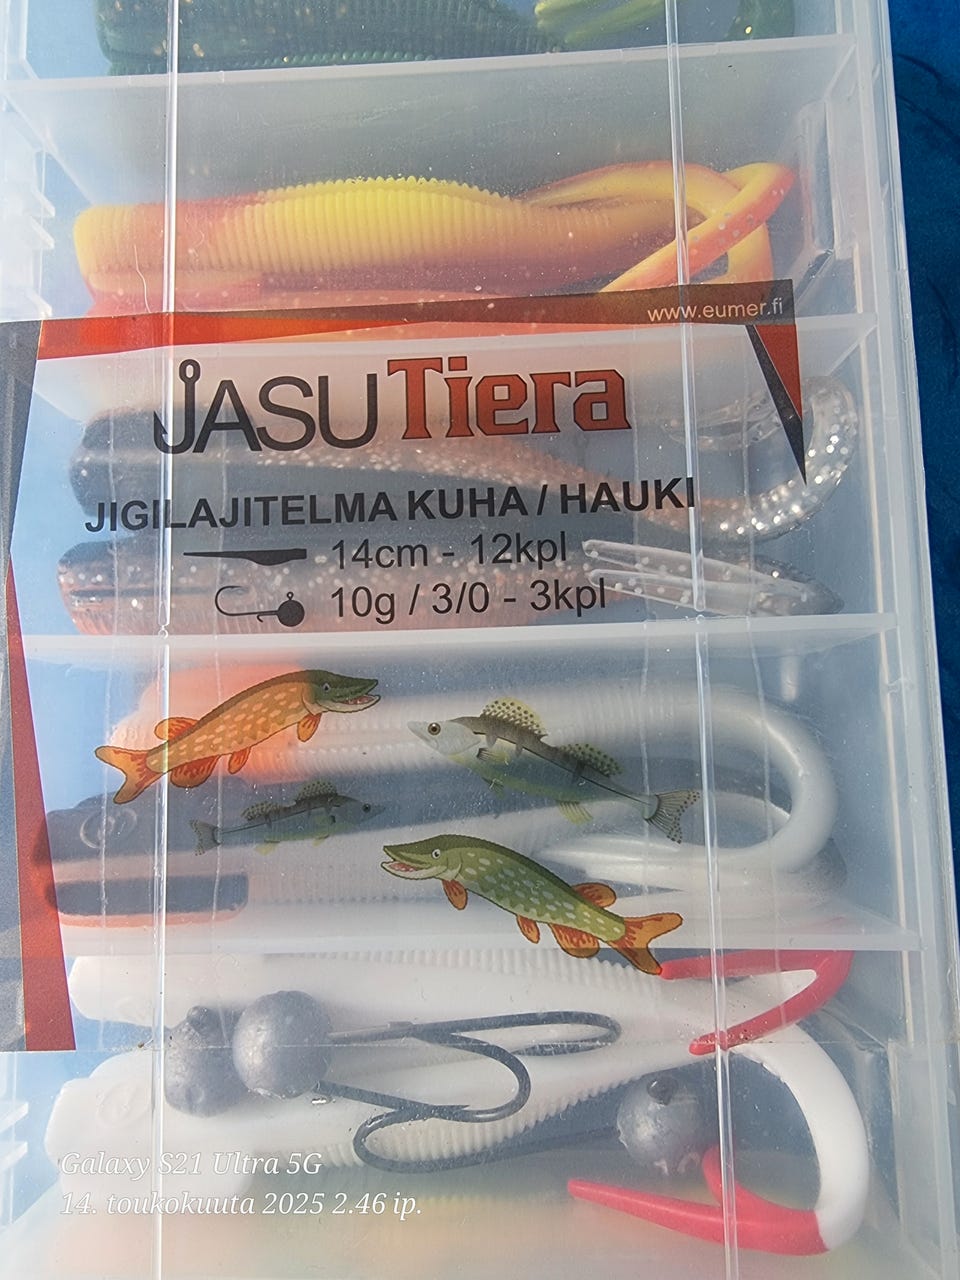 www.eumer.fi
JASU Tiera
JIGILAJITELMA KUHA / HAUKI
14cm - 12kpl
10g / 3/0 - 3kpl
Galaxy S21 Ultra 5G
14. toukokuuta 2025 2.46 ip.